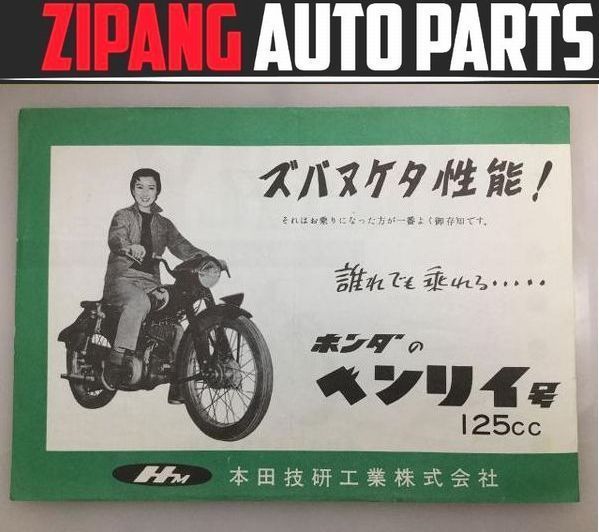 ZIPANG AUTO PARTS
ズバヌケタ性能!
それはお乗りになった方が一番よく御存知です。
誰れでも乗れる.....
ホンダの
ベンリイ号
125cc
HM 本田技研工業株式会社